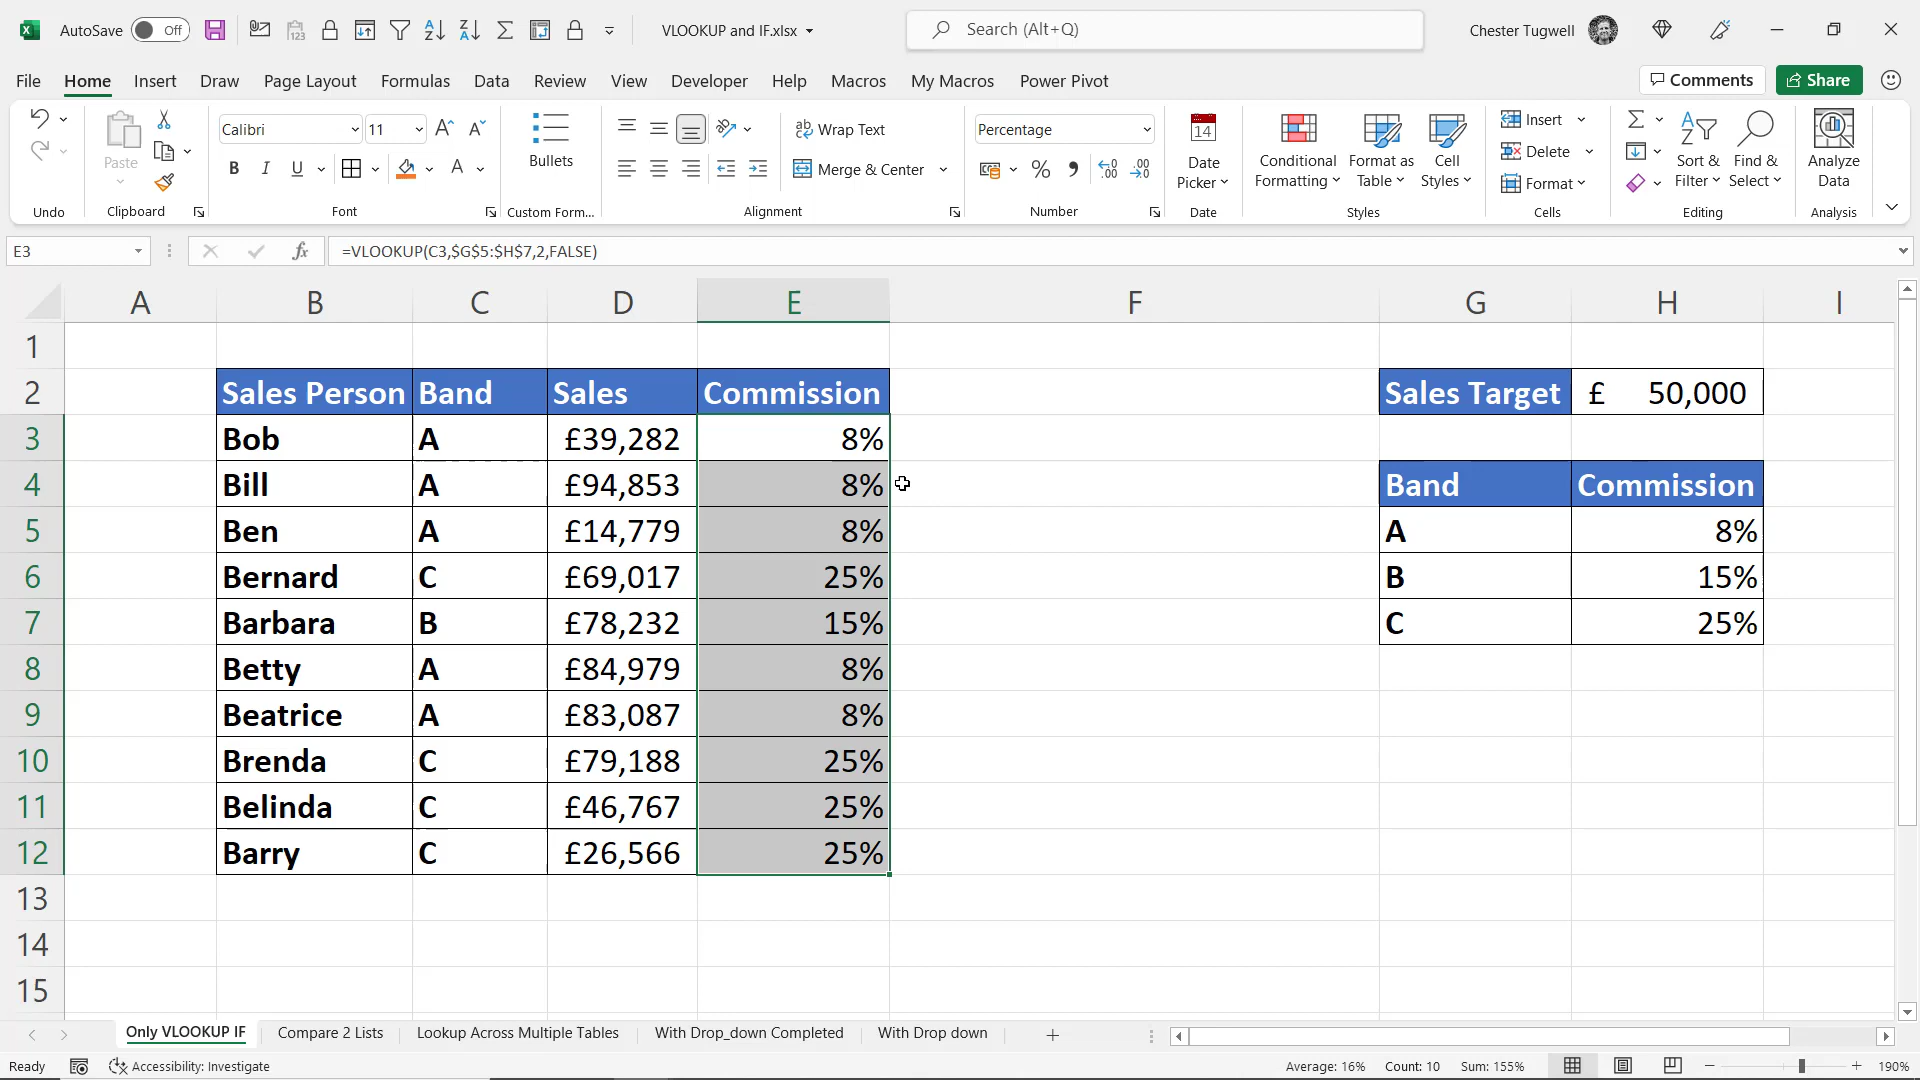 AutoSave Off VLOOKUP and IF.xlsx Search (Alt+Q) Chester Tugwell
File Home Insert Draw Page Layout Formulas Data Review View Developer Help Macros My Macros Power Pivot Comments Share
Calibri 11 Wrap Text Percentage 14 Insert
Paste Bullets Date Conditional Format as Cell Delete Sort & Find & Analyze
B I U A Merge & Center % Picker Formatting Table Styles Format Filter Select Data
Undo Clipboard Font Custom Form... Alignment Number Date Styles Cells Editing Analysis
E3 fx =VLOOKUP(C3,$G$5:$H$7,2,FALSE)
A B C D E F G H I
1
2 Sales Person Band Sales Commission Sales Target £ 50,000
3 Bob A £39,282 8%
4 Bill A £94,853 8% Band Commission
5 Ben A £14,779 8% A 8%
6 Bernard C £69,017 25% B 15%
7 Barbara B £78,232 15% C 25%
8 Betty A £84,979 8%
9 Beatrice A £83,087 8%
10 Brenda C £79,188 25%
11 Belinda C £46,767 25%
12 Barry C £26,566 25%
13
14
15
Only VLOOKUP IF Compare 2 Lists Lookup Across Multiple Tables With Drop_down Completed With Drop down
Ready Accessibility: Investigate Average: 16% Count: 10 Sum: 155% 190%